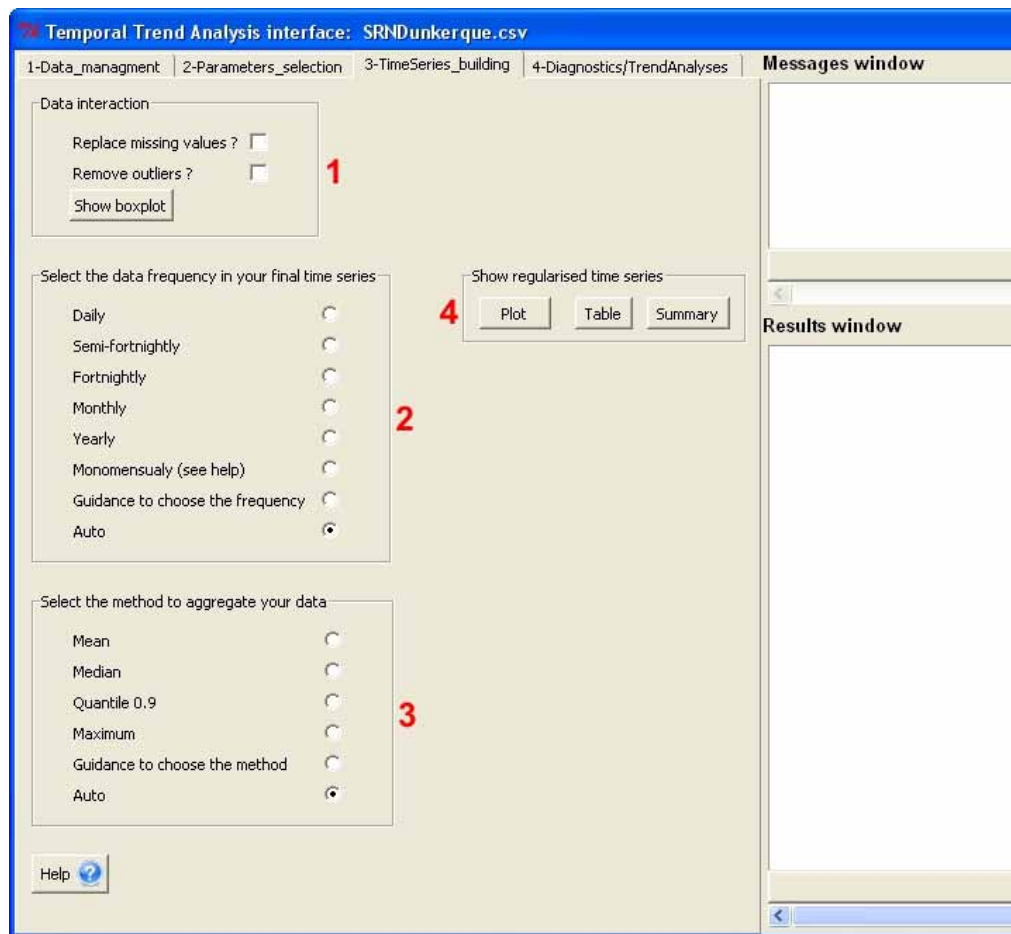 Temporal Trend Analysis interface: SRNDunkerque.csv
1-Data_managment
2-Parameters_selection
3-TimeSeries_building
4-Diagnostics/TrendAnalyses
Messages window
Data interaction
Replace missing values ?
Remove outliers ?
Show boxplot
1
Select the data frequency in your final time series
Daily
Semi-fortnightly
Fortnightly
Monthly
Yearly
Monomensualy (see help)
Guidance to choose the frequency
Auto
2
Show regularised time series
4
Plot
Table
Summary
Results window
Select the method to aggregate your data
Mean
Median
Quantile 0.9
Maximum
Guidance to choose the method
Auto
3
Help ?